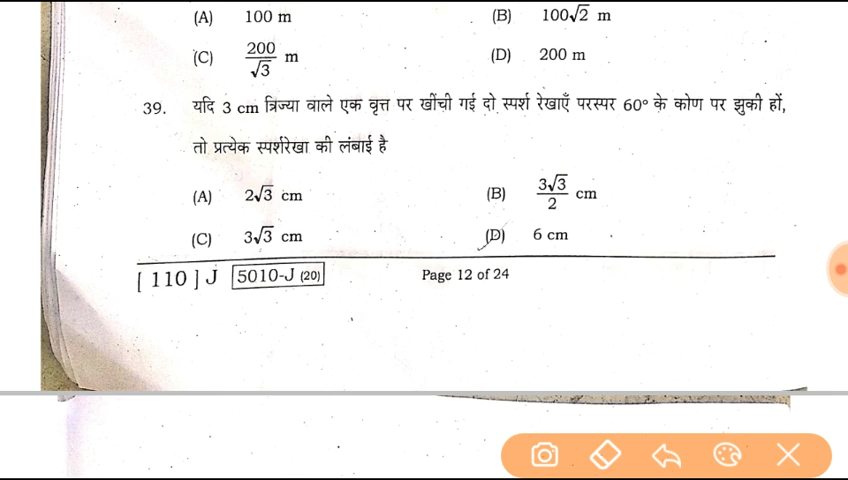 (A) 100 m (B) 100√2 m
(C) 200/√3 m (D) 200 m
39. यदि 3 cm त्रिज्या वाले एक वृत्त पर खींची गई दो स्पर्श रेखाएँ परस्पर 60° के कोण पर झुकी हों,
तो प्रत्येक स्पर्शरेखा की लंबाई है
(A) 2√3 cm (B) 3√3/2 cm
(C) 3√3 cm (D) 6 cm
[ 110 ] J 5010-J (20) Page 12 of 24